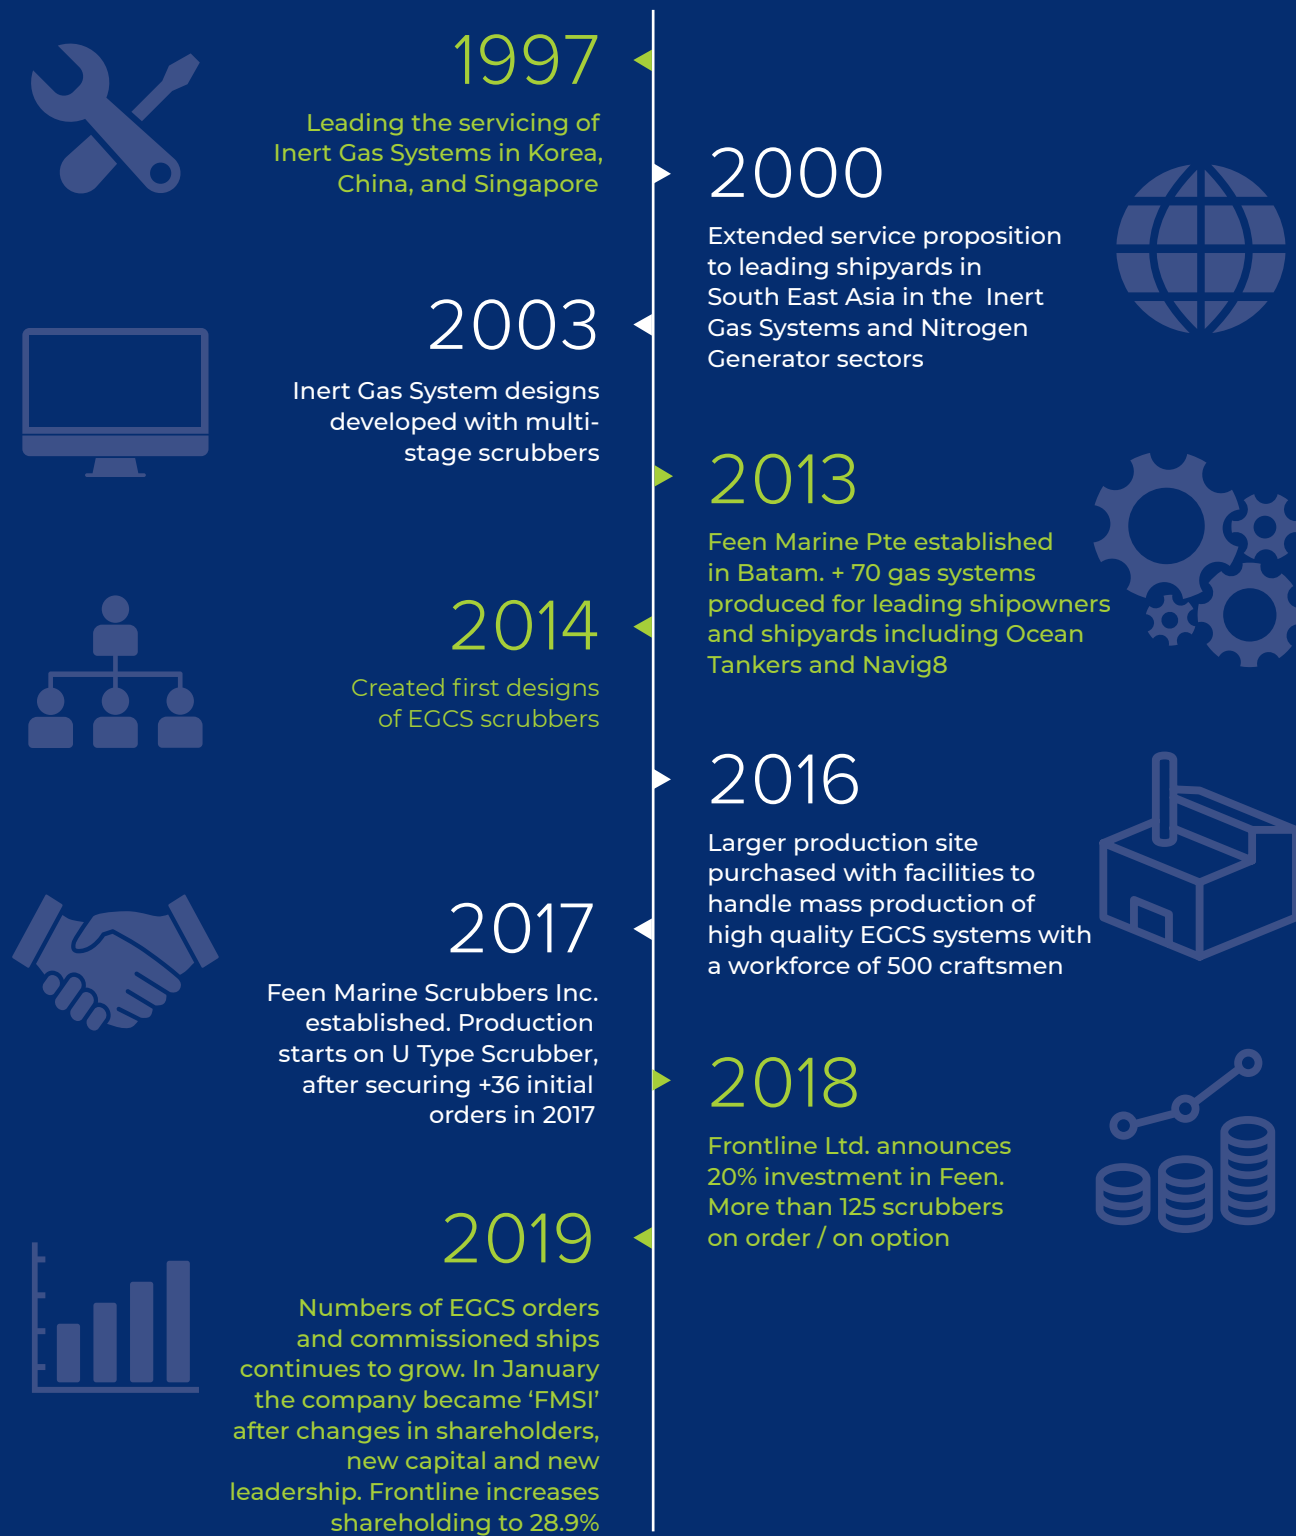 1997
Leading the servicing of
Inert Gas Systems in Korea,
China, and Singapore
2000
Extended service proposition
to leading shipyards in
South East Asia in the Inert
Gas Systems and Nitrogen
Generator sectors
2003
Inert Gas System designs
developed with multi-
stage scrubbers
2013
Feen Marine Pte established
in Batam. + 70 gas systems
produced for leading shipowners
and shipyards including Ocean
Tankers and Navig8
2014
Created first designs
of EGCS scrubbers
2016
Larger production site
purchased with facilities to
handle mass production of
high quality EGCS systems with
a workforce of 500 craftsmen
2017
Feen Marine Scrubbers Inc.
established. Production
starts on U Type Scrubber,
after securing +36 initial
orders in 2017
2018
Frontline Ltd. announces
20% investment in Feen.
More than 125 scrubbers
on order / on option
2019
Numbers of EGCS orders
and commissioned ships
continues to grow. In January
the company became ‘FMSI’
after changes in shareholders,
new capital and new
leadership. Frontline increases
shareholding to 28.9%